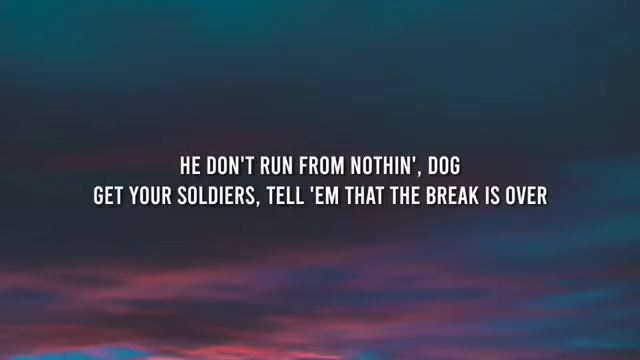 HE DON'T RUN FROM NOTHIN', DOG
GET YOUR SOLDIERS, TELL 'EM THAT THE BREAK IS OVER